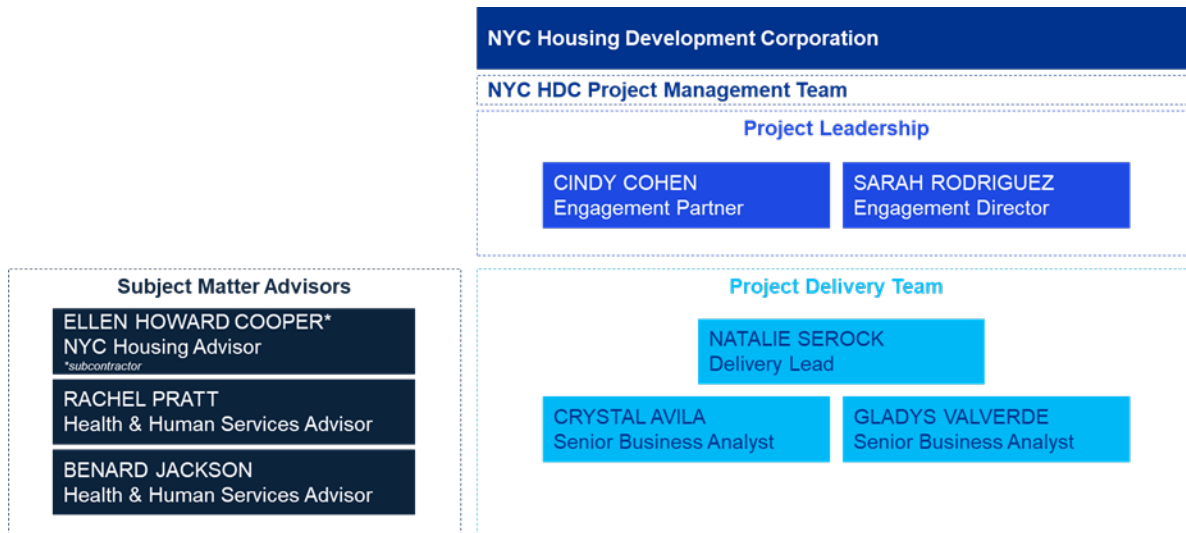 NYC Housing Development Corporation
NYC HDC Project Management Team
Project Leadership
CINDY COHEN
Engagement Partner
SARAH RODRIGUEZ
Engagement Director
Subject Matter Advisors
ELLEN HOWARD COOPER*
NYC Housing Advisor
*subcontractor
RACHEL PRATT
Health & Human Services Advisor
BENARD JACKSON
Health & Human Services Advisor
Project Delivery Team
NATALIE SEROCK
Delivery Lead
CRYSTAL AVILA
Senior Business Analyst
GLADYS VALVERDE
Senior Business Analyst